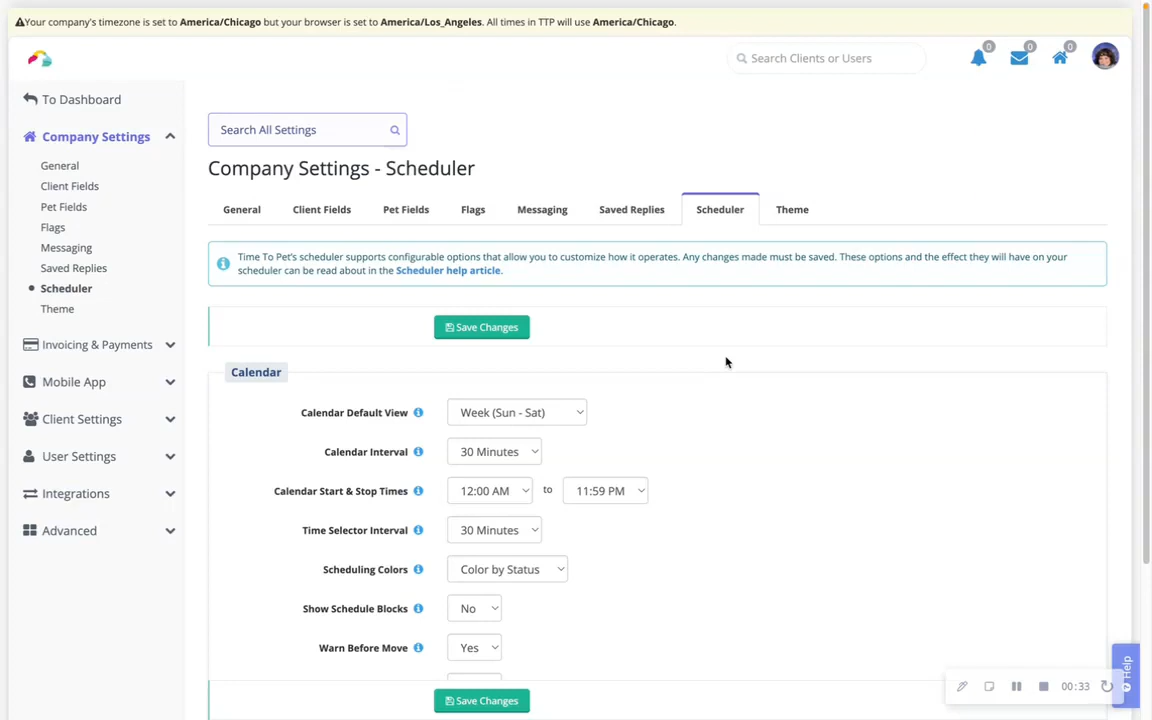 Your company's timezone is set to America/Chicago but your browser is set to America/Los_Angeles. All times in TTP will use America/Chicago.
Search Clients or Users
0
0
0
To Dashboard
Company Settings
General
Client Fields
Pet Fields
Flags
Messaging
Saved Replies
Scheduler
Theme
Invoicing & Payments
Mobile App
Client Settings
User Settings
Integrations
Advanced
Search All Settings
Company Settings - Scheduler
General Client Fields Pet Fields Flags Messaging Saved Replies Scheduler Theme
Time To Pet's scheduler supports configurable options that allow you to customize how it operates. Any changes made must be saved. These options and the effect they will have on your
scheduler can be read about in the Scheduler help article.
Save Changes
Calendar
Calendar Default View Week (Sun - Sat)
Calendar Interval 30 Minutes
Calendar Start & Stop Times 12:00 AM to 11:59 PM
Time Selector Interval 30 Minutes
Scheduling Colors Color by Status
Show Schedule Blocks No
Warn Before Move Yes
Save Changes
Help
00:33